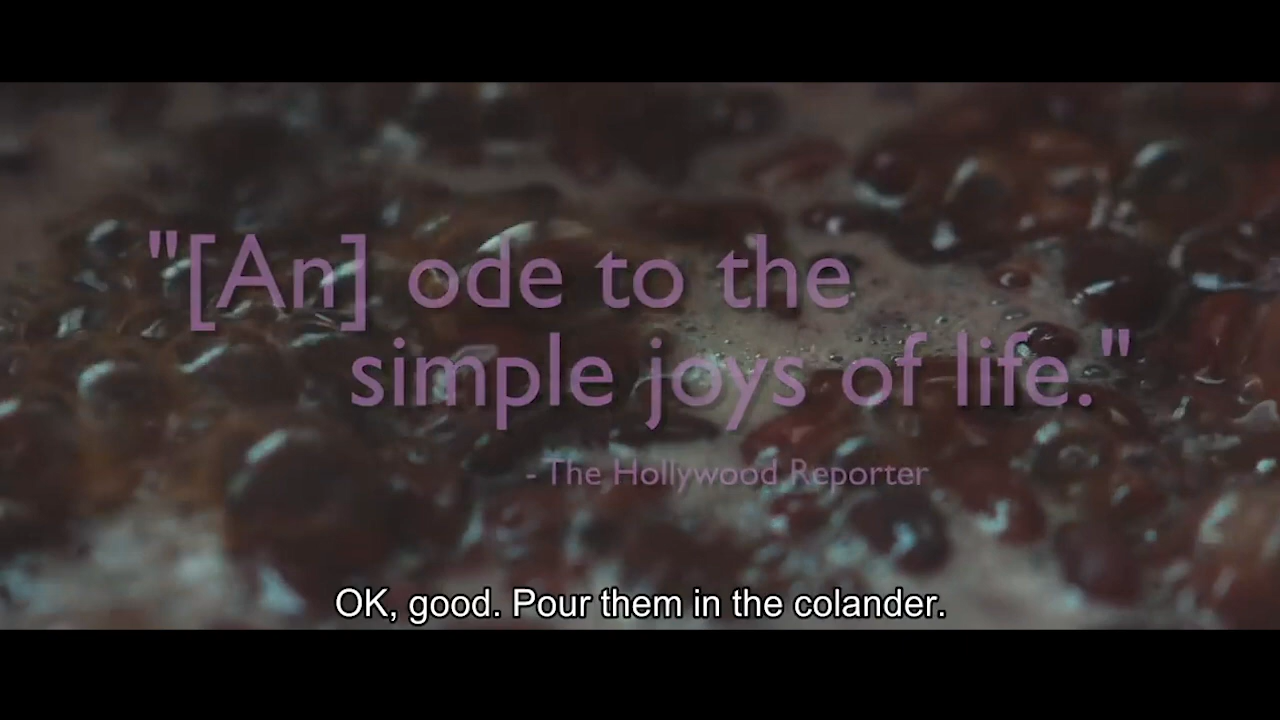 "[An] ode to the
simple joys of life."
- The Hollywood Reporter
OK, good. Pour them in the colander.